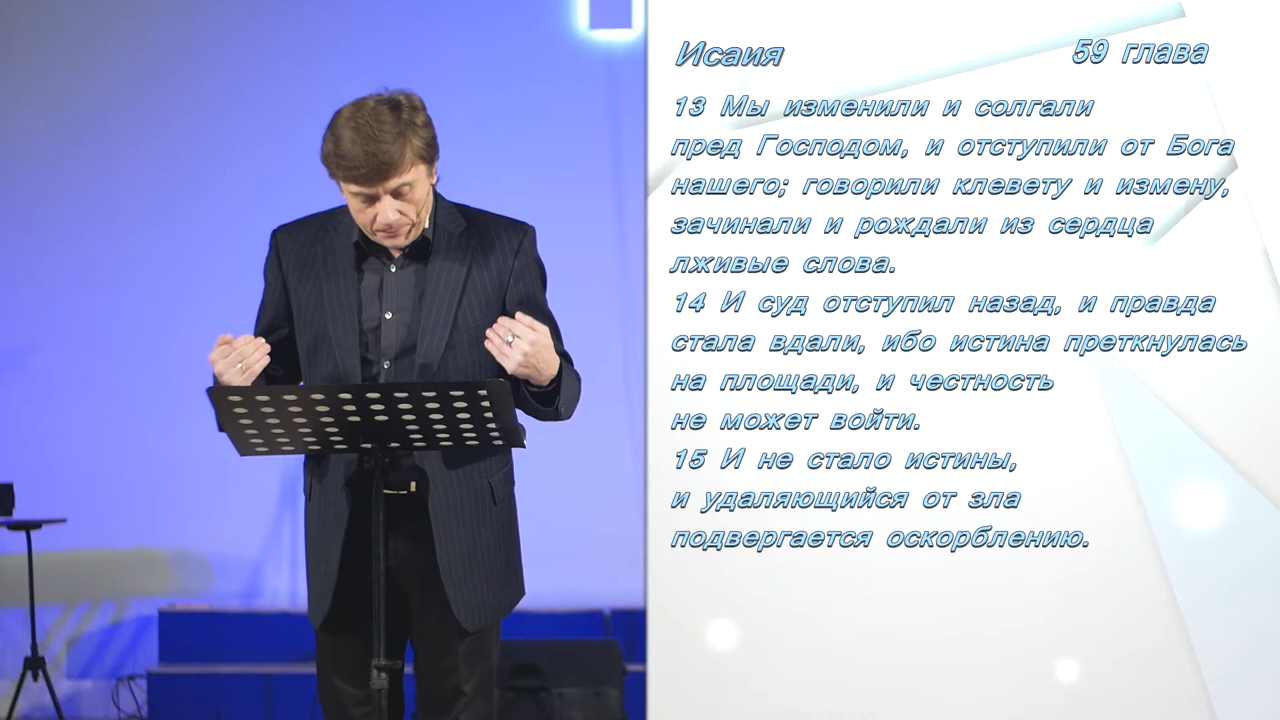 Исаия 59 глава
13 Мы изменили и солгали
пред Господом, и отступили от Бога
нашего; говорили клевету и измену,
зачинали и рождали из сердца
лживые слова.
14 И суд отступил назад, и правда
стала вдали, ибо истина преткнулась
на площади, и честность
не может войти.
15 И не стало истины,
и удаляющийся от зла
подвергается оскорблению.